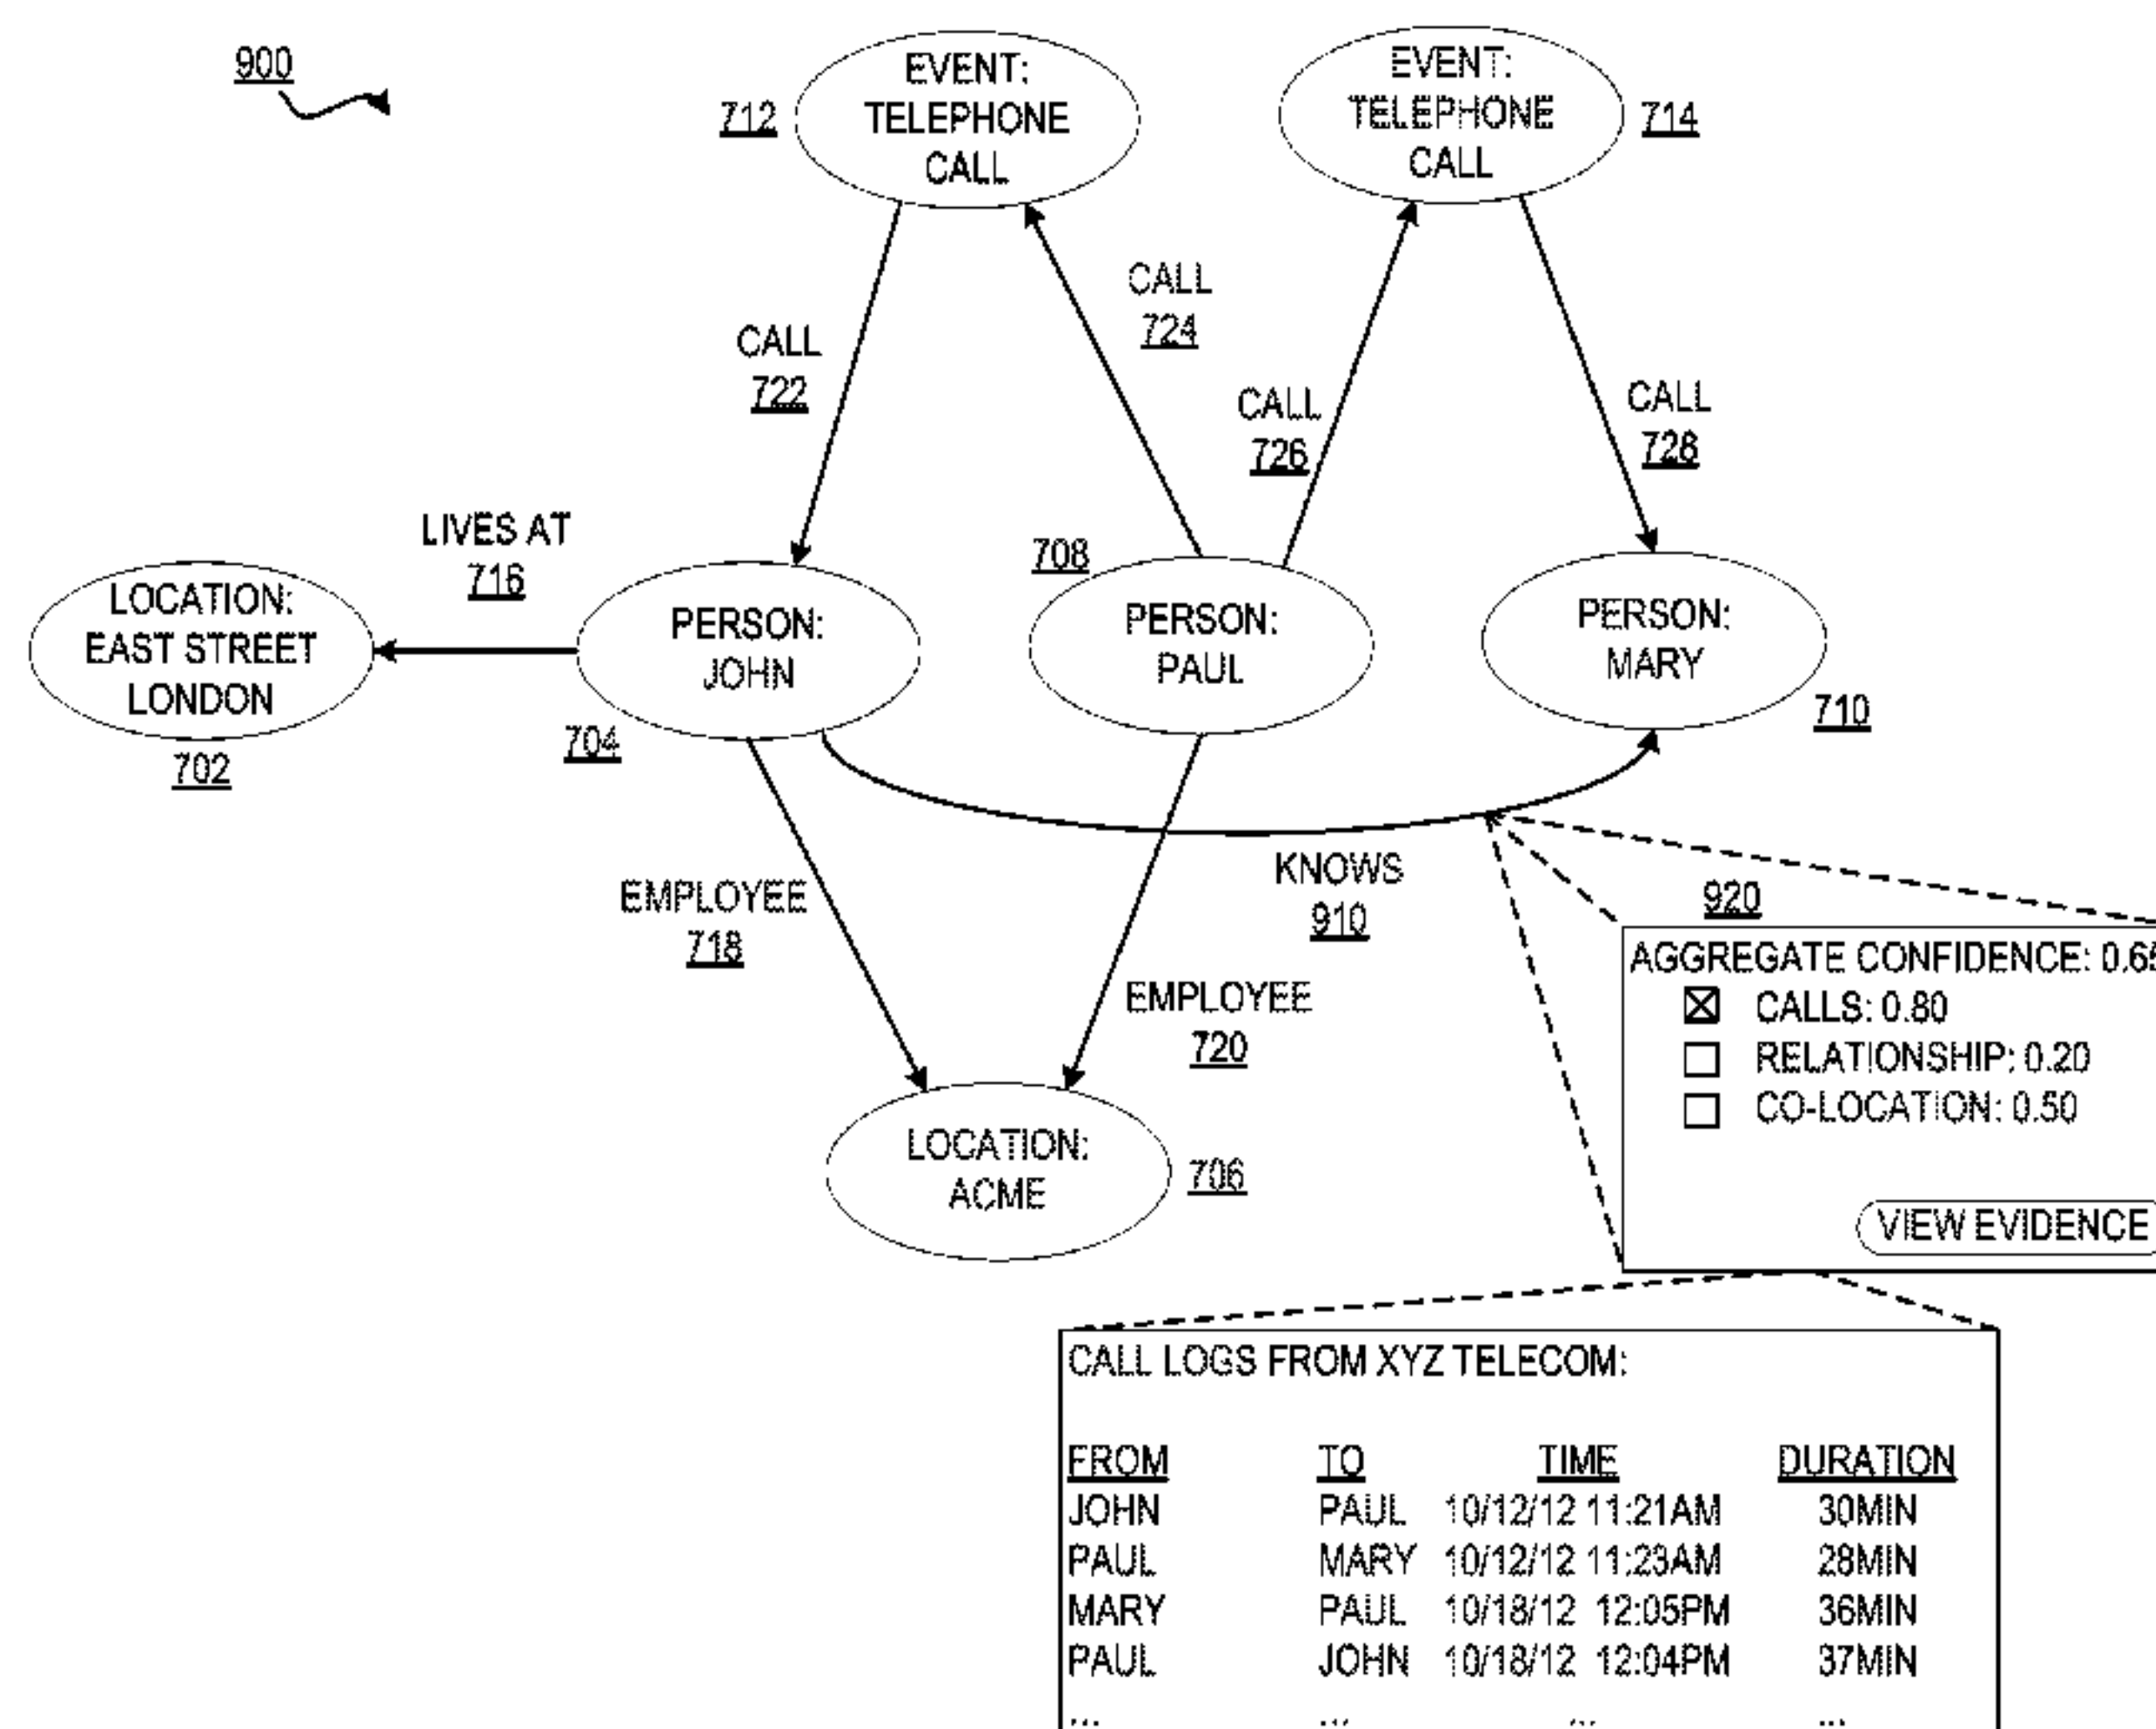 900
712
EVENT:
TELEPHONE
CALL
EVENT:
TELEPHONE
CALL
714
CALL
724
CALL
722
CALL
726
CALL
728
LIVES AT
716
708
LOCATION:
EAST STREET
LONDON
702
PERSON:
JOHN
704
PERSON:
PAUL
PERSON:
MARY
710
KNOWS
910
EMPLOYEE
718
EMPLOYEE
720
LOCATION:
ACME
706
920
AGGREGATE CONFIDENCE: 0.65
CALLS: 0.80
RELATIONSHIP: 0.20
CO-LOCATION: 0.50
VIEW EVIDENCE
CALL LOGS FROM XYZ TELECOM:
FROM TO TIME DURATION
JOHN PAUL 10/12/12 11:21AM 30MIN
PAUL MARY 10/12/12 11:23AM 28MIN
MARY PAUL 10/18/12 12:05PM 36MIN
PAUL JOHN 10/18/12 12:04PM 37MIN
... ... ... ...